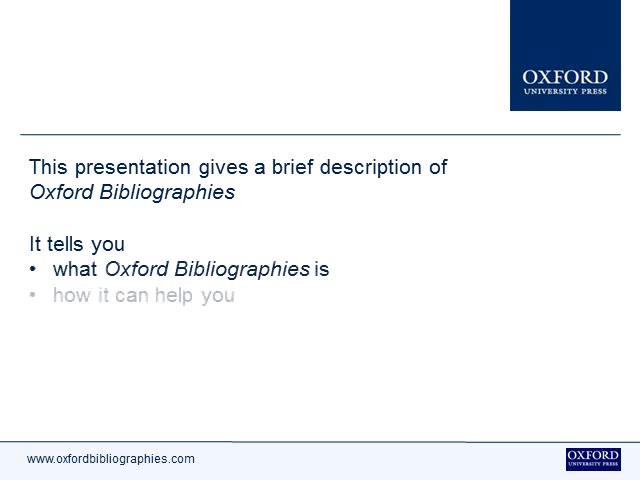 OXFORD
UNIVERSITY PRESS
This presentation gives a brief description of
Oxford Bibliographies
It tells you
• what Oxford Bibliographies is
• how it can help you
www.oxfordbibliographies.com
OXFORD
UNIVERSITY PRESS